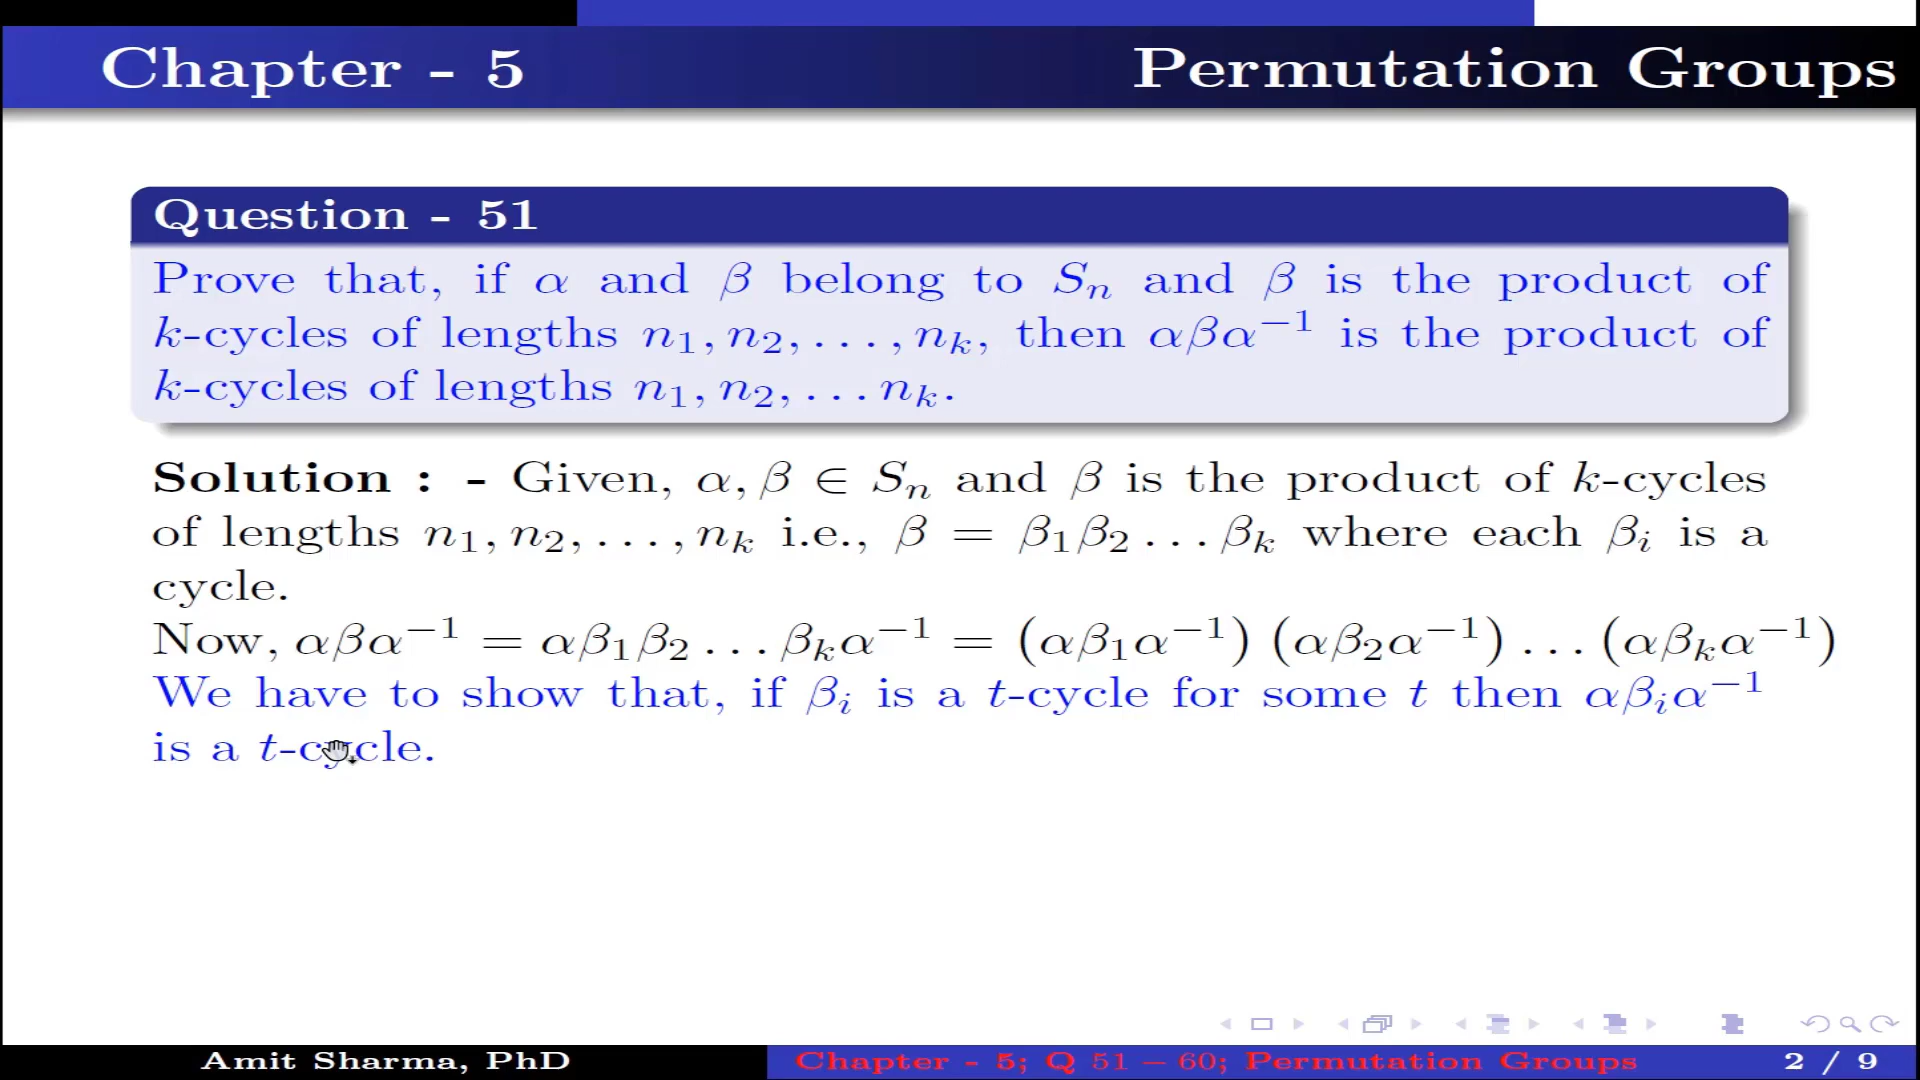 Chapter - 5 Permutation Groups
Question - 51
Prove that, if α and β belong to Sₙ and β is the product of
k-cycles of lengths n₁, n₂, . . . , nₖ, then αβα⁻¹ is the product of
k-cycles of lengths n₁, n₂, . . . nₖ.
Solution : - Given, α, β ∈ Sₙ and β is the product of k-cycles
of lengths n₁, n₂, . . . , nₖ i.e., β = β₁β₂ . . . βₖ where each βᵢ is a
cycle.
Now, αβα⁻¹ = αβ₁β₂ . . . βₖα⁻¹ = (αβ₁α⁻¹) (αβ₂α⁻¹) . . . (αβₖα⁻¹)
We have to show that, if βᵢ is a t-cycle for some t then αβᵢα⁻¹
is a t-cycle.
Amit Sharma, PhD Chapter - 5; Q 51 – 60; Permutation Groups 2 / 9